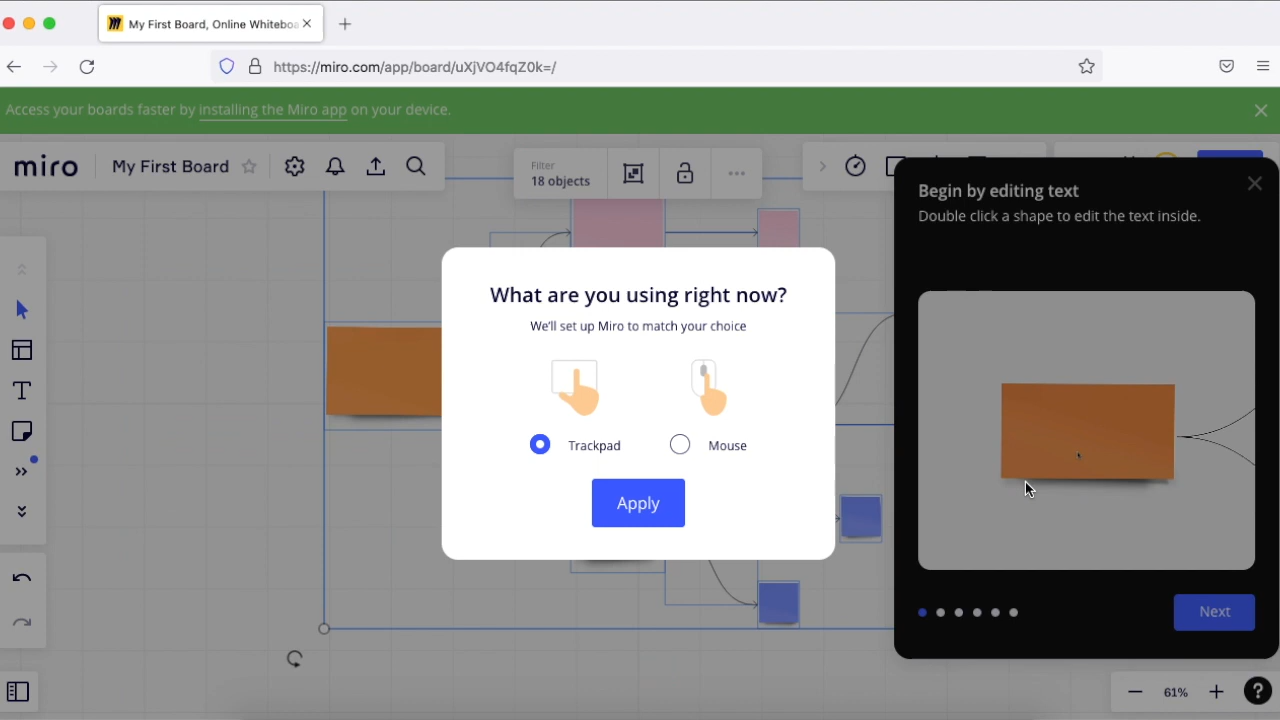 My First Board, Online Whiteboa
https://miro.com/app/board/uXjVO4fqZ0k=/
Access your boards faster by installing the Miro app on your device.
miro
My First Board
Filter
18 objects
Begin by editing text
Double click a shape to edit the text inside.
What are you using right now?
We'll set up Miro to match your choice
Trackpad
Mouse
Apply
Next
61%